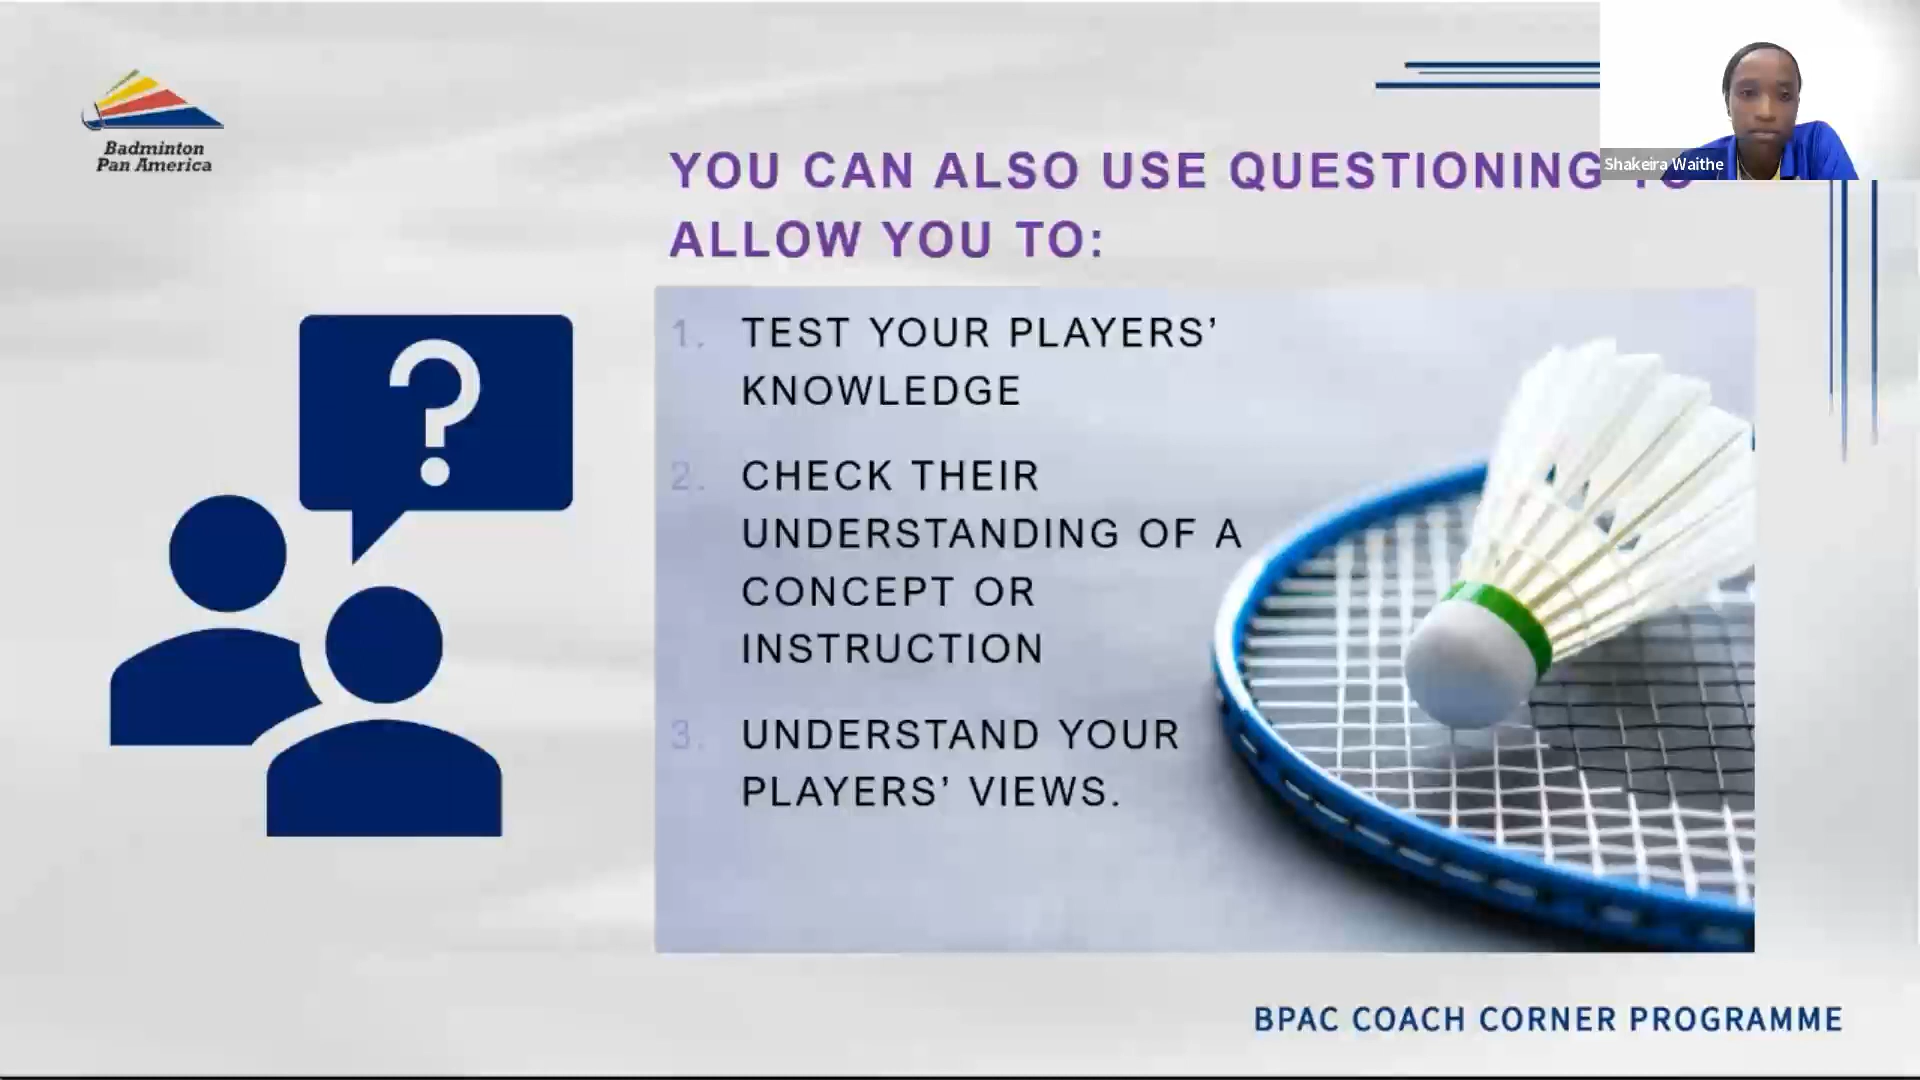 Badminton
Pan America
YOU CAN ALSO USE QUESTIONING TO
ALLOW YOU TO:
Shakeira Waithe
?
1. TEST YOUR PLAYERS’
KNOWLEDGE
2. CHECK THEIR
UNDERSTANDING OF A
CONCEPT OR
INSTRUCTION
3. UNDERSTAND YOUR
PLAYERS’ VIEWS.
BPAC COACH CORNER PROGRAMME